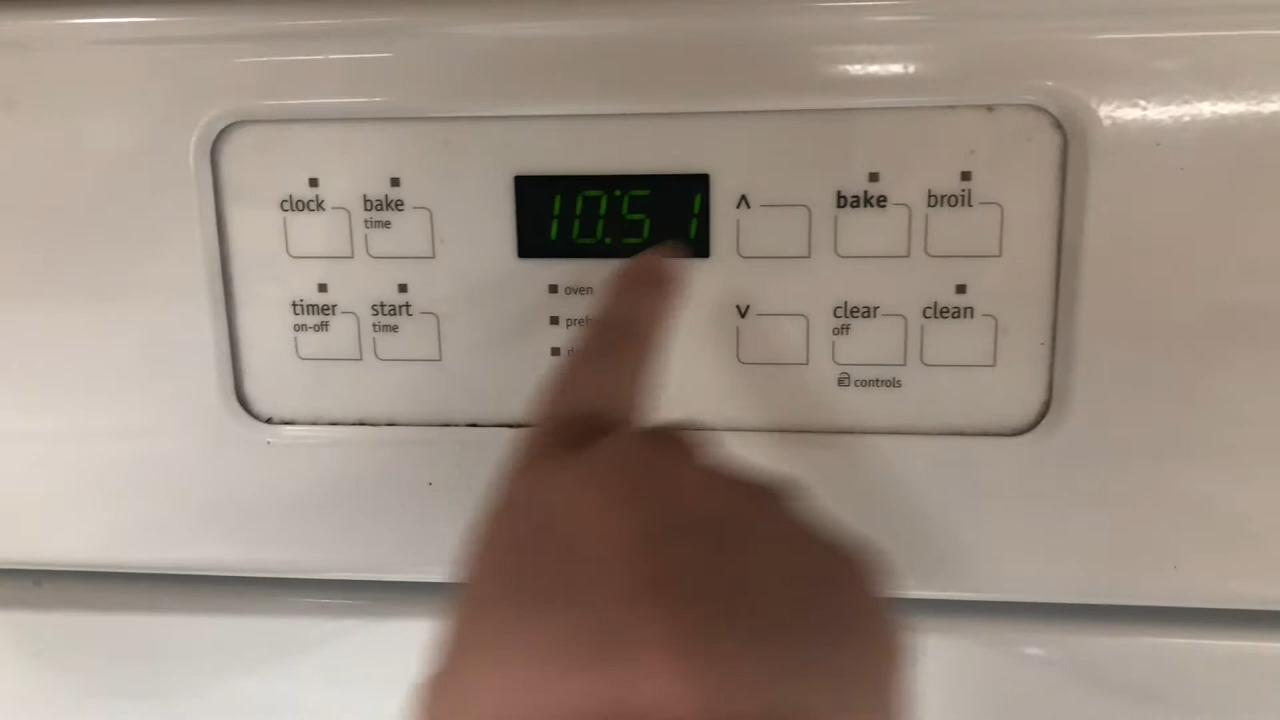 clock
bake
time
timer
on-off
start
time
10:51
oven
^
bake
broil
v
clear
off
clean
controls